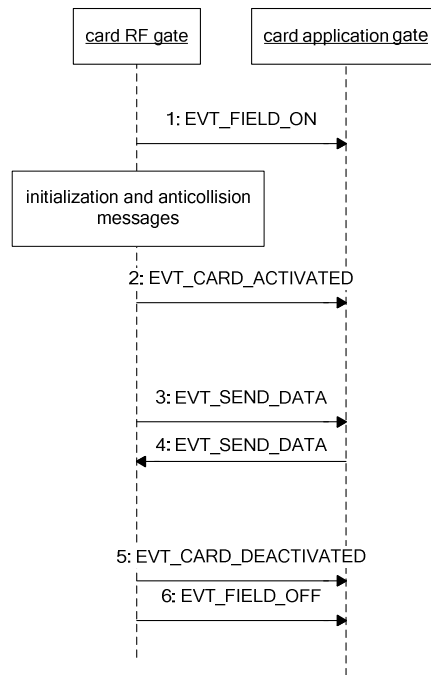 card RF gate
card application gate
1: EVT_FIELD_ON
initialization and anticollision
messages
2: EVT_CARD_ACTIVATED
3: EVT_SEND_DATA
4: EVT_SEND_DATA
5: EVT_CARD_DEACTIVATED
6: EVT_FIELD_OFF